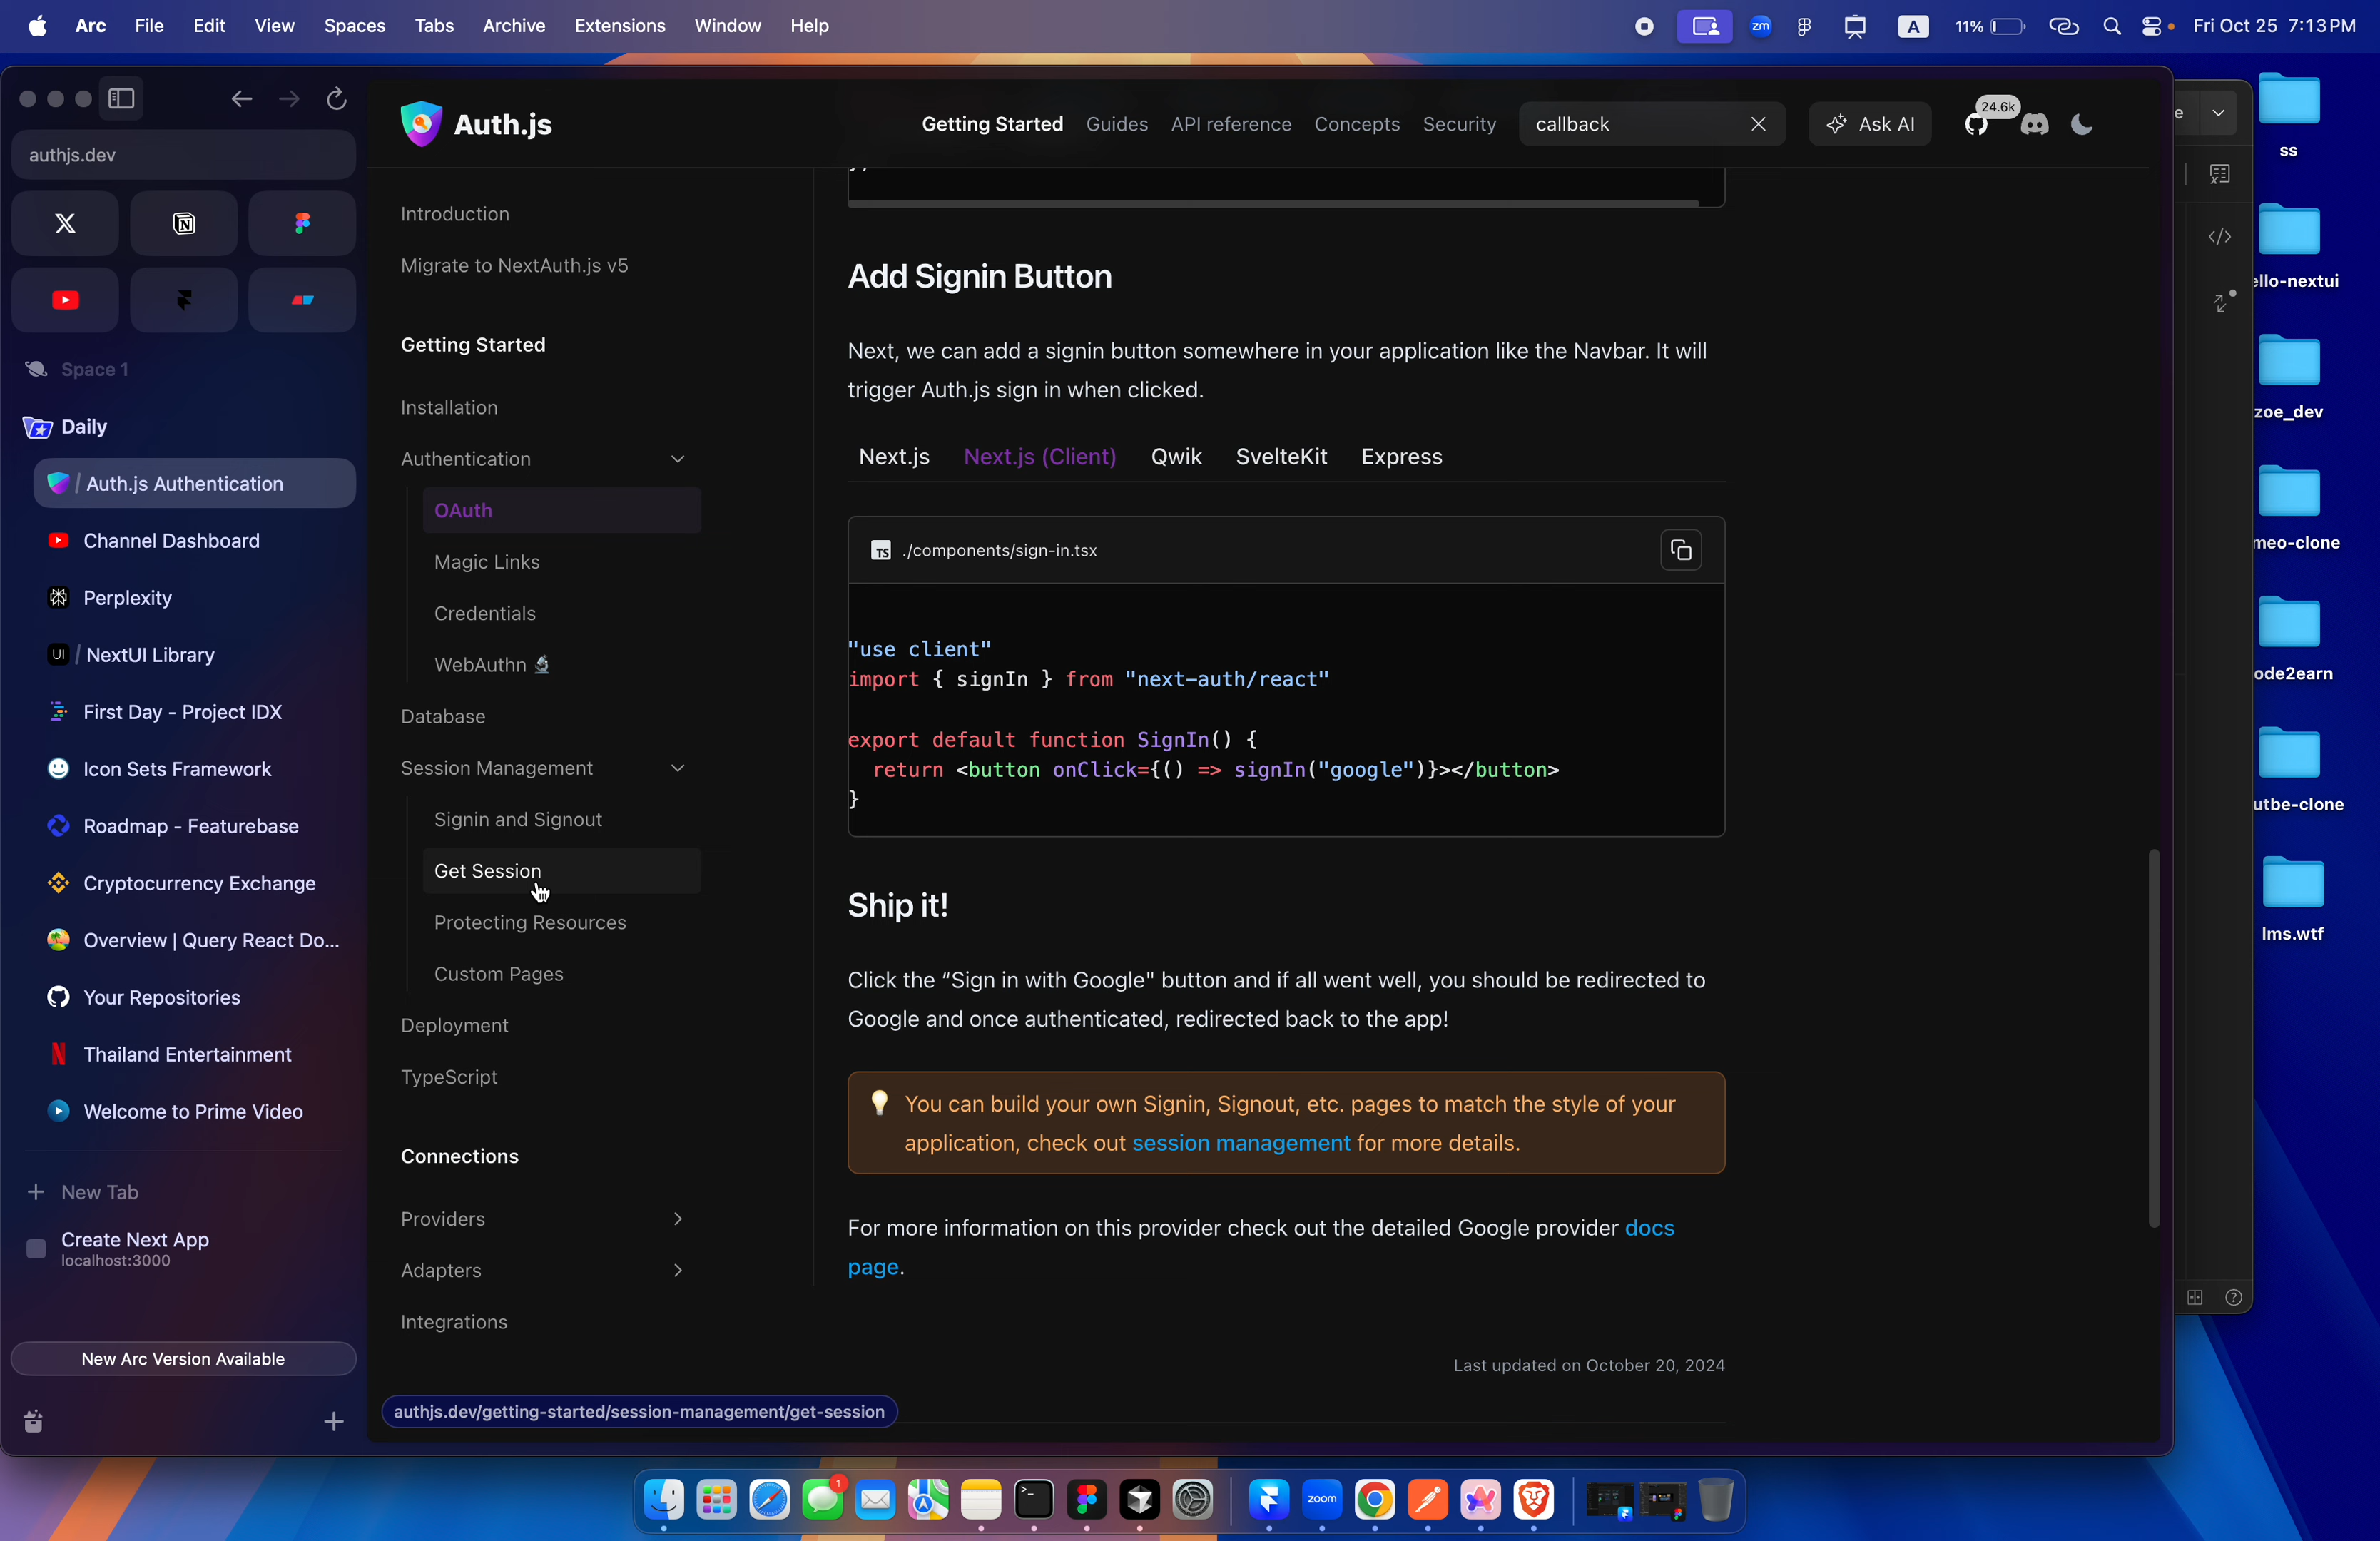 Arc File Edit View Spaces Tabs Archive Extensions Window Help
zm A 11% Fri Oct 25 7:13 PM
authjs.dev
Space 1
Daily
Auth.js Authentication
Channel Dashboard
Perplexity
UI / NextUI Library
First Day - Project IDX
Icon Sets Framework
Roadmap - Featurebase
Cryptocurrency Exchange
Overview | Query React Do...
Your Repositories
Thailand Entertainment
Welcome to Prime Video
New Tab
Create Next App
localhost:3000
New Arc Version Available
Auth.js
Getting Started Guides API reference Concepts Security callback Ask AI 24.6k
Introduction
Migrate to NextAuth.js v5
Getting Started
Installation
Authentication
OAuth
Magic Links
Credentials
WebAuthn 🔬
Database
Session Management
Signin and Signout
Get Session
Protecting Resources
Custom Pages
Deployment
TypeScript
Connections
Providers
Adapters
Integrations
authjs.dev/getting-started/session-management/get-session
Add Signin Button
Next, we can add a signin button somewhere in your application like the Navbar. It will
trigger Auth.js sign in when clicked.
Next.js Next.js (Client) Qwik SvelteKit Express
TS ./components/sign-in.tsx
"use client"
import { signIn } from "next-auth/react"
export default function SignIn() {
return <button onClick={() => signIn("google")}></button>
}
Ship it!
Click the “Sign in with Google" button and if all went well, you should be redirected to
Google and once authenticated, redirected back to the app!
💡 You can build your own Signin, Signout, etc. pages to match the style of your
application, check out session management for more details.
For more information on this provider check out the detailed Google provider docs
page.
Last updated on October 20, 2024
e
ss
ello-nextui
zoe_dev
meo-clone
ode2earn
utbe-clone
lms.wtf
1
zoom